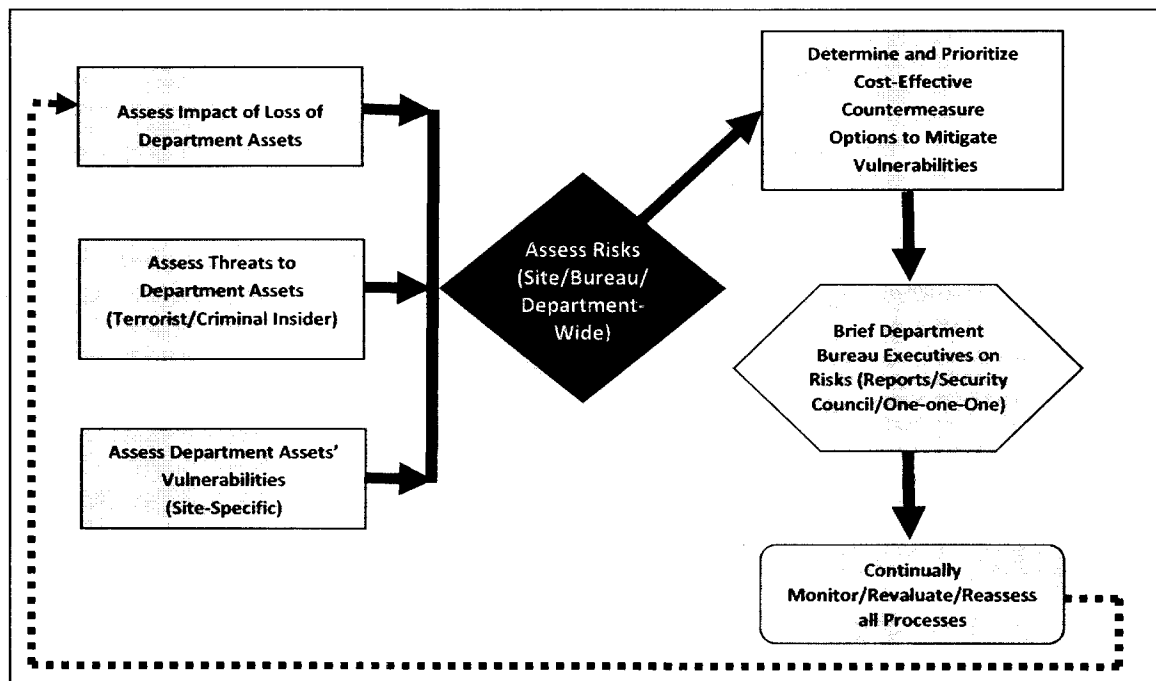 Assess Impact of Loss of
Department Assets
Assess Threats to
Department Assets
(Terrorist/Criminal Insider)
Assess Department Assets'
Vulnerabilities
(Site-Specific)
Assess Risks
(Site/Bureau/
Department-
Wide)
Determine and Prioritize
Cost-Effective
Countermeasure
Options to Mitigate
Vulnerabilities
Brief Department
Bureau Executives on
Risks (Reports/Security
Council/One-one-One)
Continually
Monitor/Revaluate/Reassess
all Processes